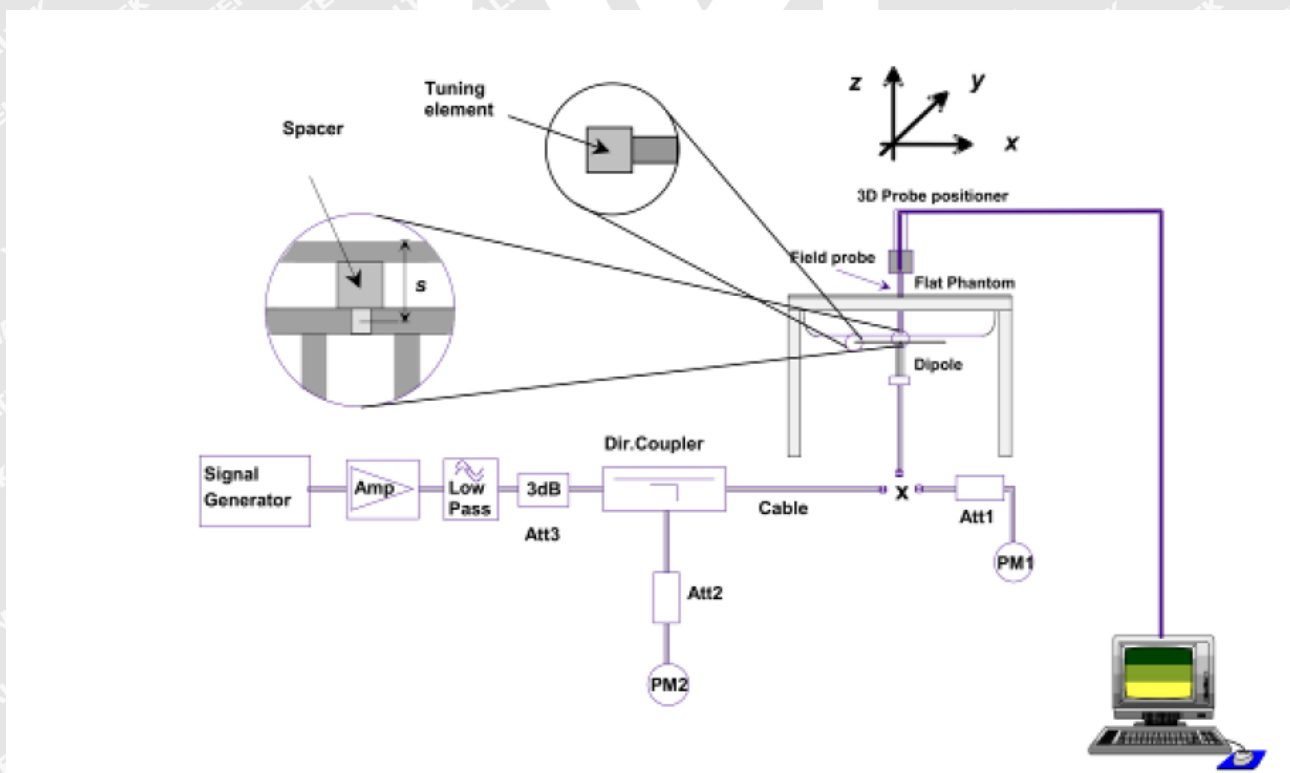 Tuning
element
Spacer
z
y
x
3D Probe positioner
Field probe
Flat Phantom
s
Dipole
Dir.Coupler
Signal
Generator
Amp
Low
Pass
3dB
Att3
Cable
x
Att1
PM1
Att2
PM2